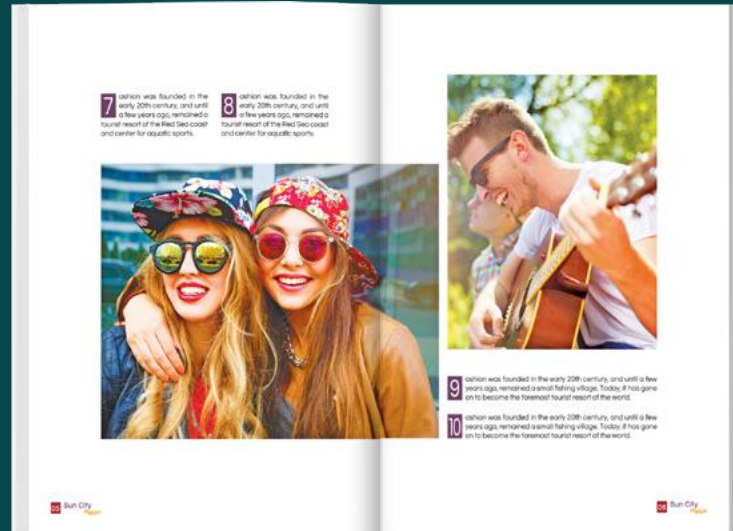 7 ashion was founded in the
early 20th century, and until
a few years ago, remained a
tourist resort of the Red Sea coast
and center for aquatic sports.
8 ashion was founded in the
early 20th century, and until
a few years ago, remained a
tourist resort of the Red Sea coast
and center for aquatic sports.
9 ashion was founded in the early 20th century, and until a few
years ago, remained a small fishing village. Today, it has gone
on to become the foremost tourist resort of the world.
10 ashion was founded in the early 20th century, and until a few
years ago, remained a small fishing village. Today, it has gone
on to become the foremost tourist resort of the world.
05 Sun City
06 Sun City